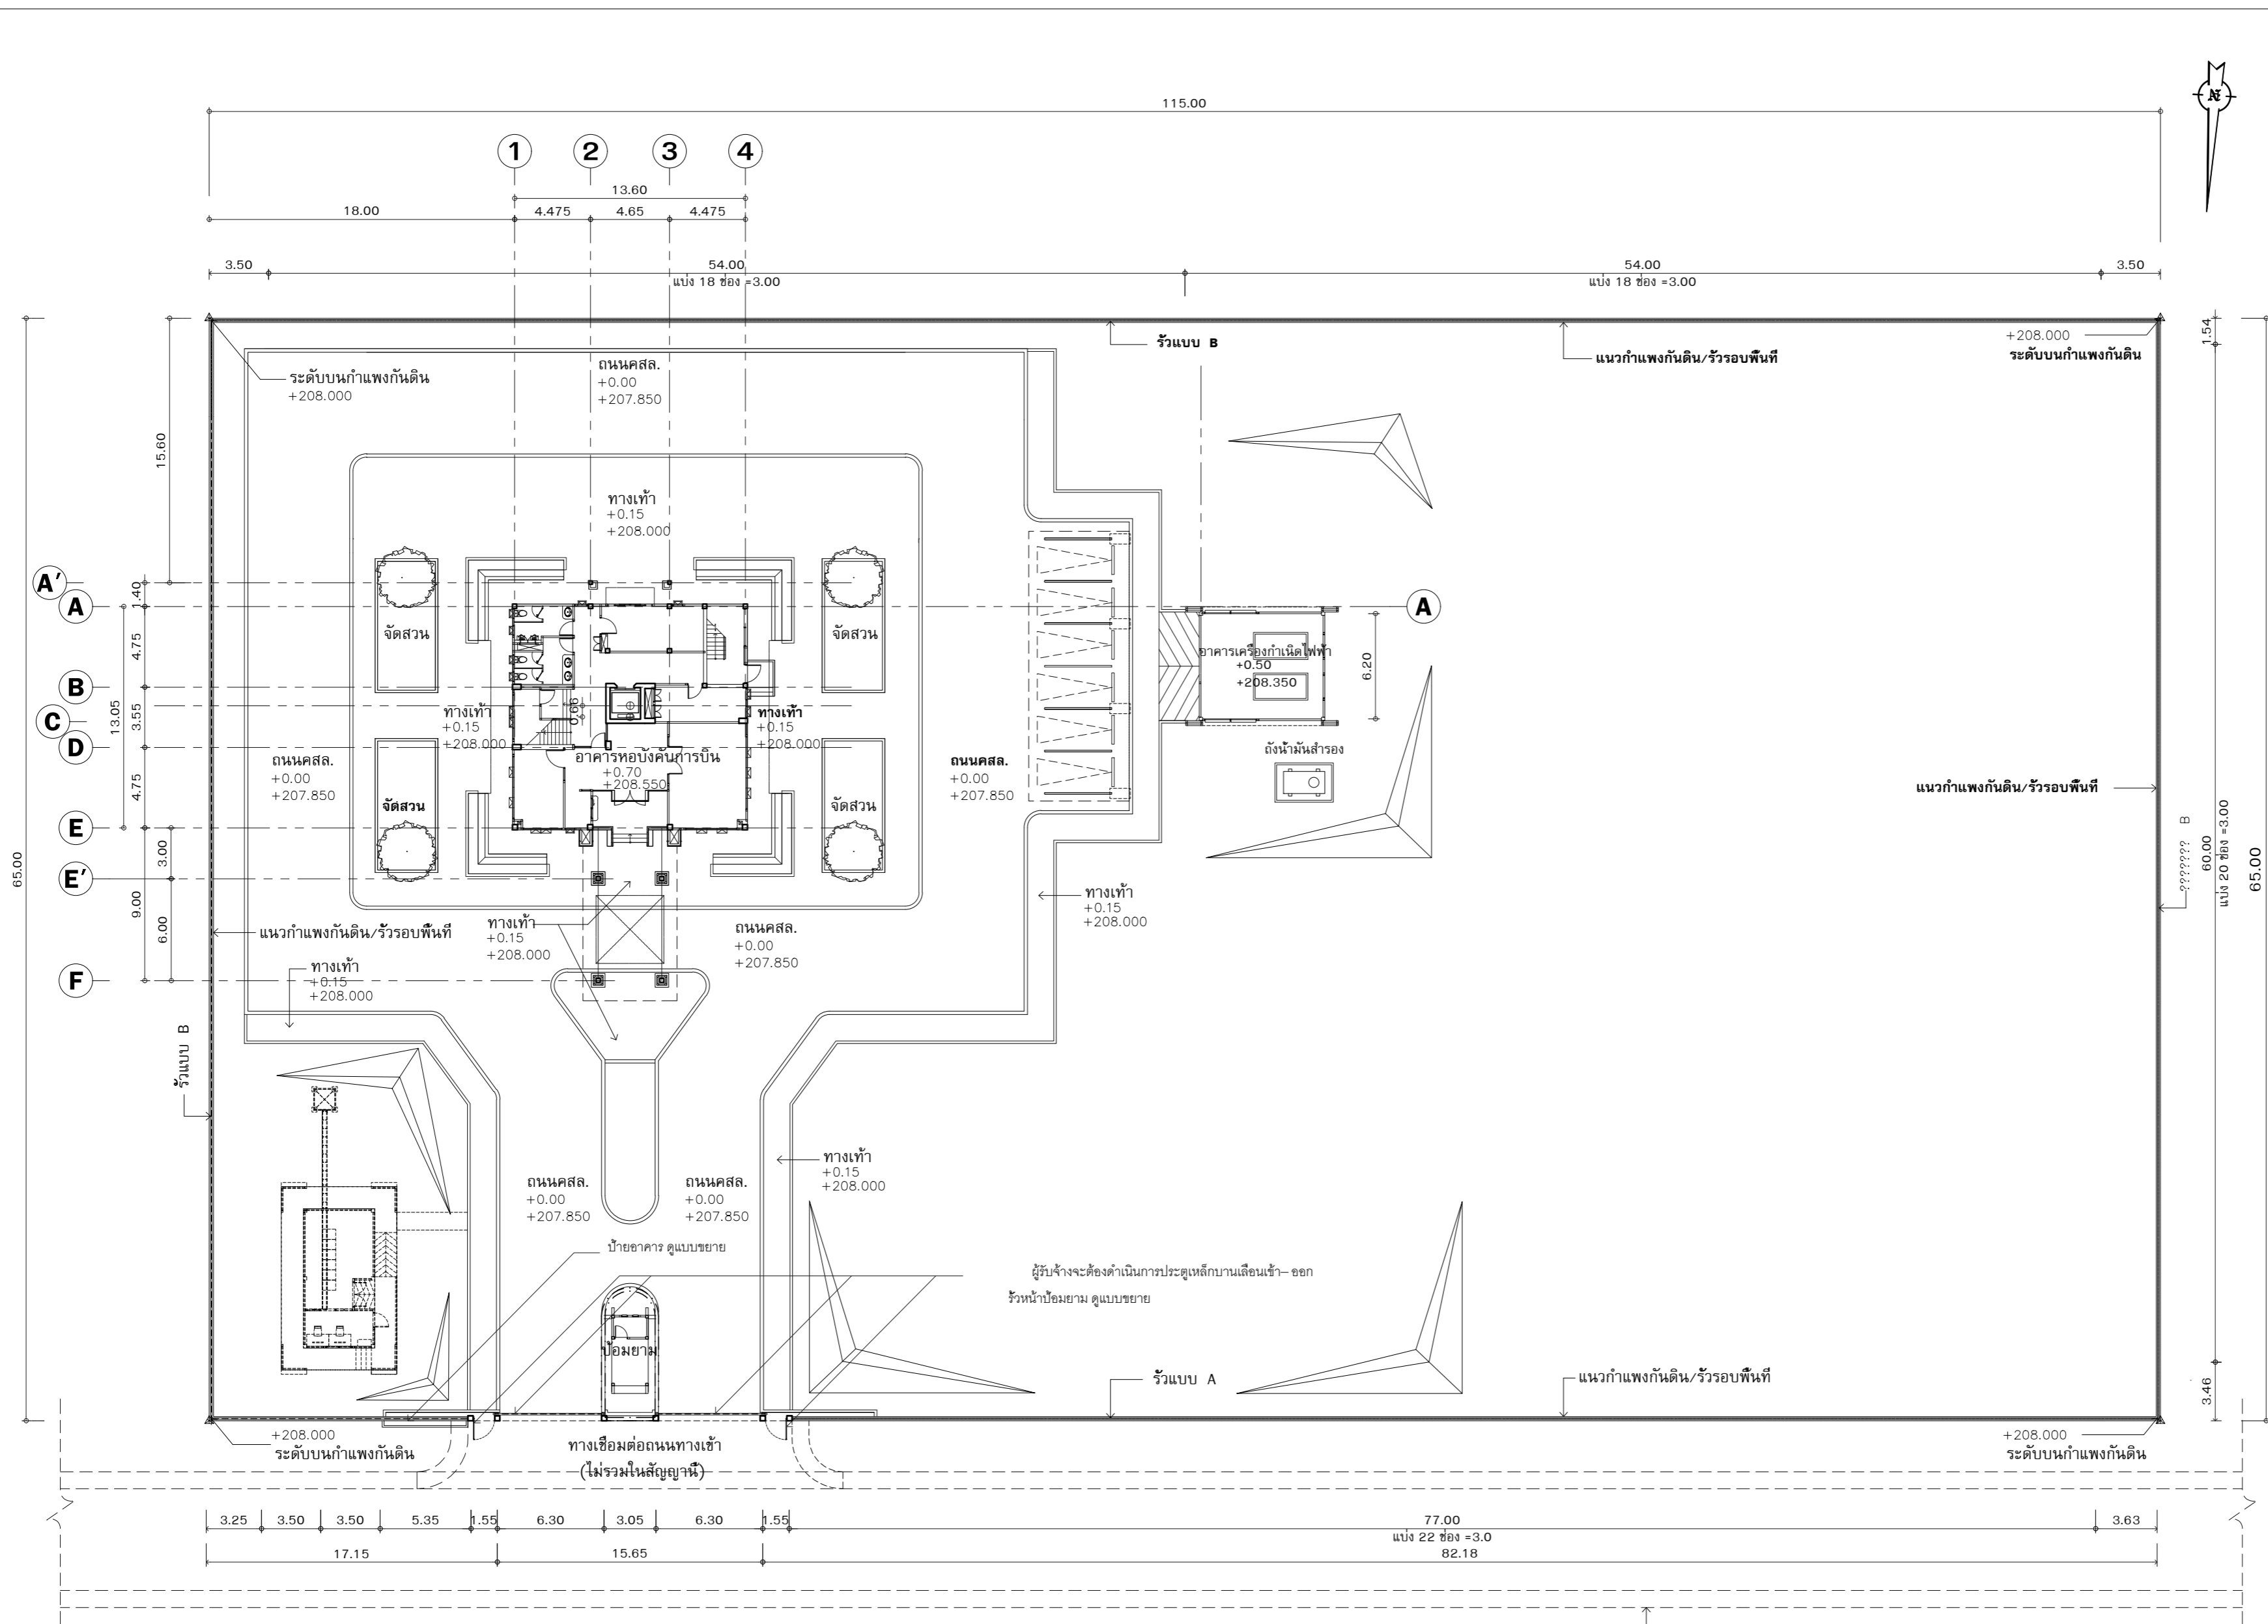 115.00
1
2
3
4
13.60
18.00
4.475
4.65
4.475
3.50
54.00
แบ่ง 18 ช่อง =3.00
54.00
แบ่ง 18 ช่อง =3.00
3.50
รั้วแบบ B
แนวกำแพงกันดิน/รั้วรอบพื้นที่
+208.000
ระดับบนกำแพงกันดิน
1.54
ระดับบนกำแพงกันดิน
+208.000
ถนนคสล.
+0.00
+207.850
15.60
ทางเท้า
+0.15
+208.000
A'
A
1.40
4.75
จัดสวน
จัดสวน
A
อาคารเครื่องกำเนิดไฟฟ้า
+0.50
+208.350
6.20
B
C
D
13.05
3.55
4.75
0.66
ทางเท้า
+0.15
+208.000
ทางเท้า
+0.15
+208.000
อาคารหอบังคับการบิน
+0.70
+208.550
ถังน้ำมันสำรอง
ถนนคสล.
+0.00
+207.850
ถนนคสล.
+0.00
+207.850
แนวกำแพงกันดิน/รั้วรอบพื้นที่
จัดสวน
จัดสวน
E
E'
F
65.00
3.00
9.00
6.00
??????? B
60.00
แบ่ง 20 ช่อง =3.00
65.00
ทางเท้า
+0.15
+208.000
แนวกำแพงกันดิน/รั้วรอบพื้นที่
ทางเท้า
+0.15
+208.000
ถนนคสล.
+0.00
+207.850
ทางเท้า
+0.15
+208.000
รั้วแบบ B
ทางเท้า
+0.15
+208.000
ถนนคสล.
+0.00
+207.850
ถนนคสล.
+0.00
+207.850
ป้ายอาคาร ดูแบบขยาย
ผู้รับจ้างจะต้องดำเนินการประตูเหล็กบานเลื่อนเข้า-ออก
รั้วหน้าป้อมยาม ดูแบบขยาย
ป้อมยาม
รั้วแบบ A
แนวกำแพงกันดิน/รั้วรอบพื้นที่
3.46
+208.000
ระดับบนกำแพงกันดิน
ทางเชื่อมต่อถนนทางเข้า
(ไม่รวมในสัญญานี้)
+208.000
ระดับบนกำแพงกันดิน
3.25
3.50
3.50
5.35
1.55
6.30
3.05
6.30
1.55
77.00
แบ่ง 22 ช่อง =3.0
3.63
17.15
15.65
82.18